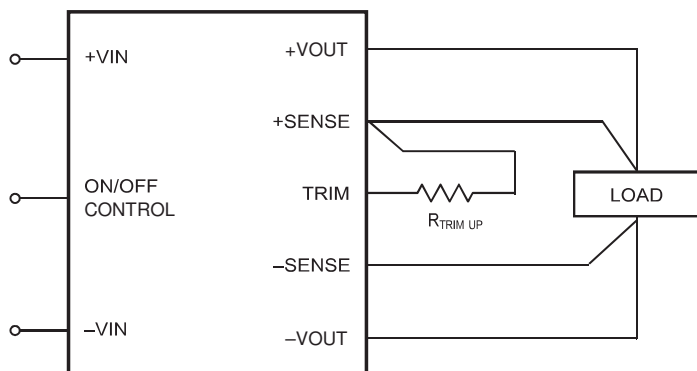 +VIN
+VOUT
+SENSE
ON/OFF
CONTROL
TRIM
LOAD
RTRIM UP
–SENSE
–VIN
–VOUT